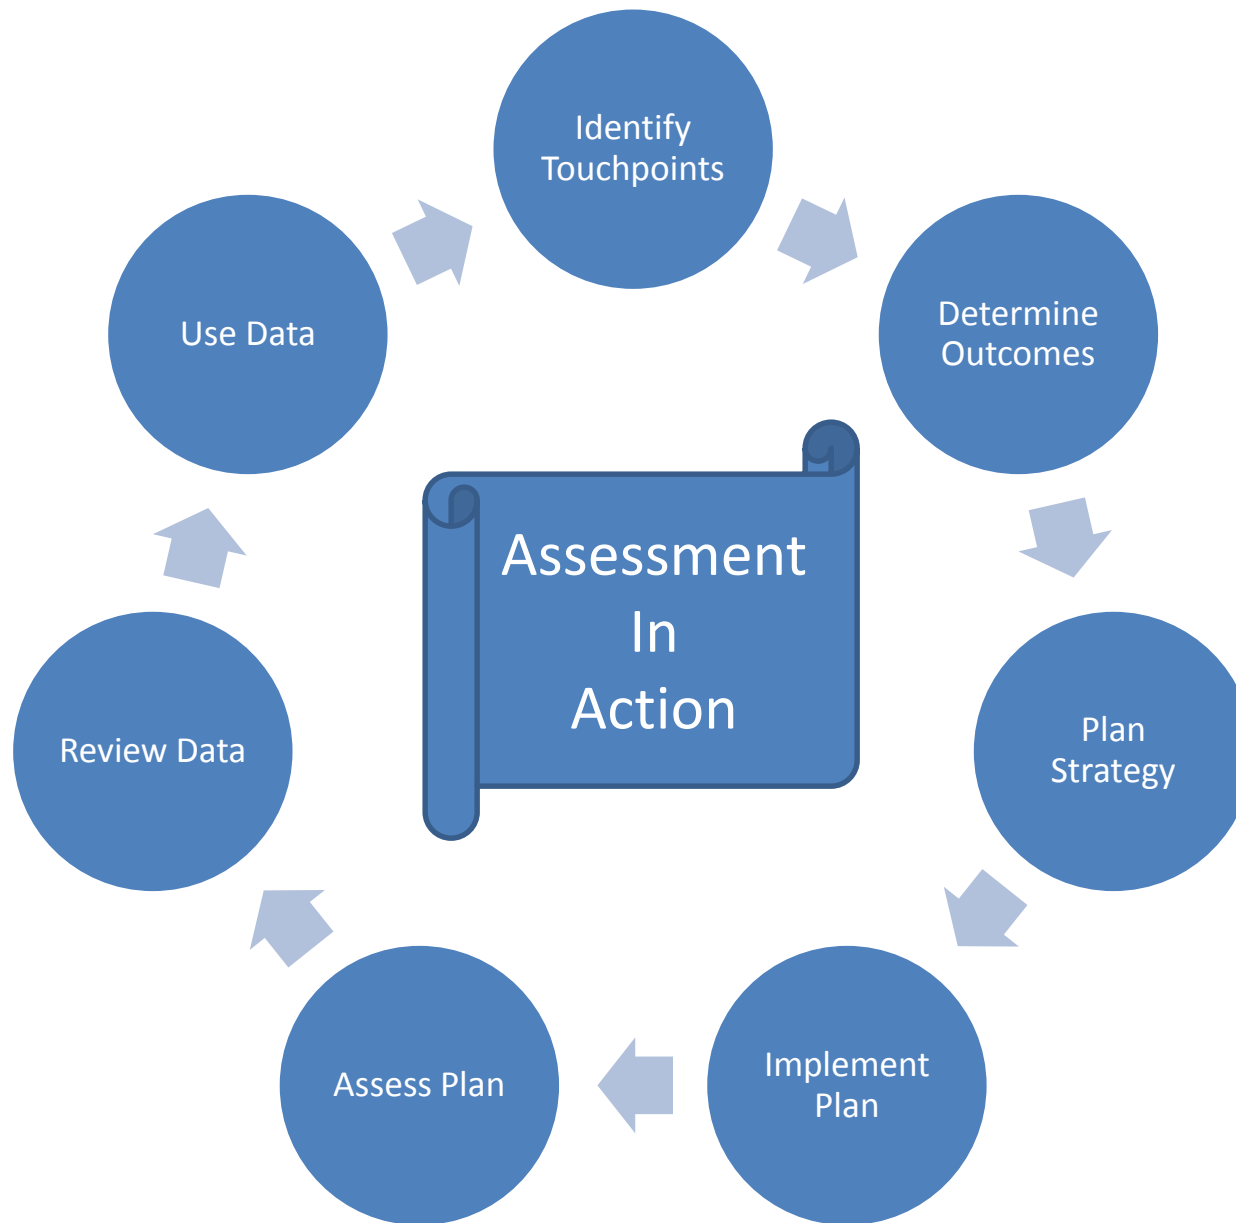 Identify
Touchpoints
Determine
Outcomes
Plan
Strategy
Implement
Plan
Assess Plan
Review Data
Use Data
Assessment
In
Action